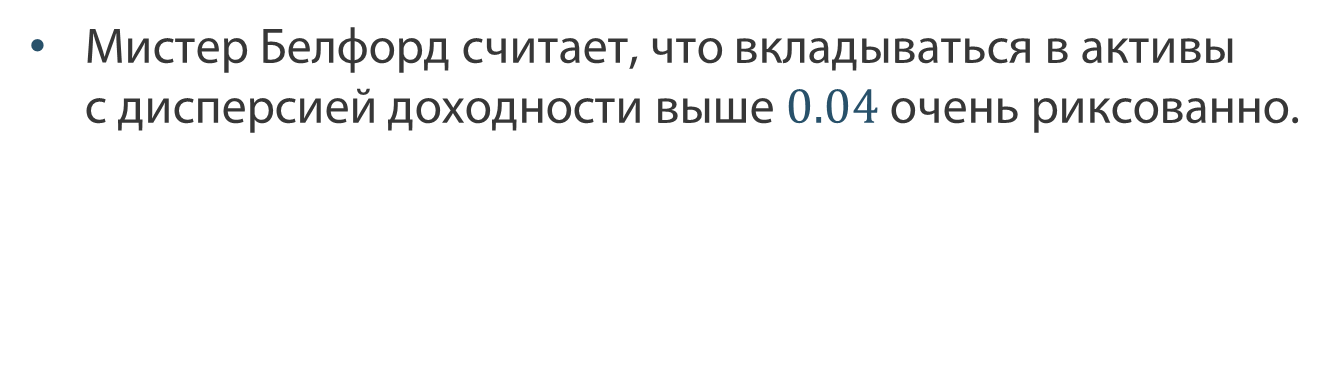 • Мистер Белфорд считает, что вкладываться в активы
с дисперсией доходности выше 0.04 очень риксованно.